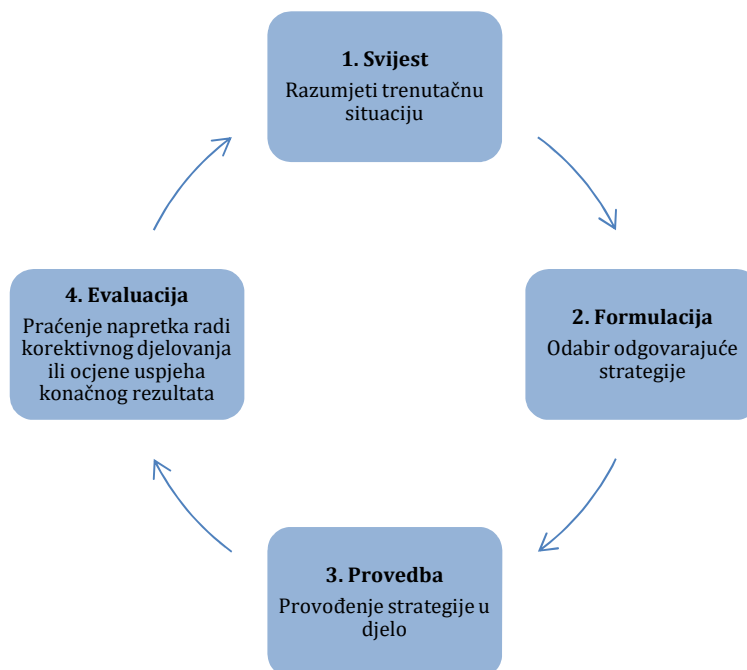 1. Svijest
Razumjeti trenutačnu
situaciju
2. Formulacija
Odabir odgovarajuće
strategije
3. Provedba
Provođenje strategije u
djelo
4. Evaluacija
Praćenje napretka radi
korektivnog djelovanja
ili ocjene uspjeha
konačnog rezultata